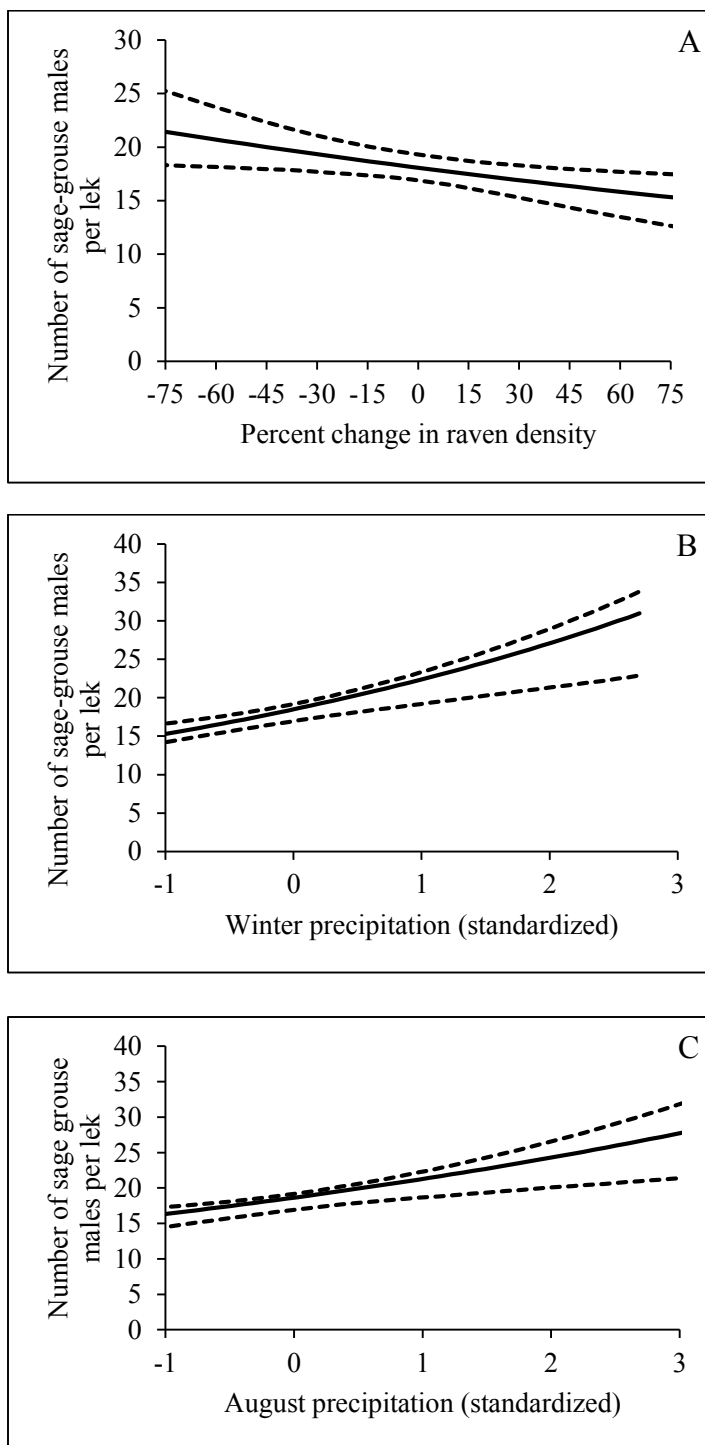 A
Number of sage-grouse males
per lek
30
25
20
15
10
5
0
-75 -60 -45 -30 -15 0 15 30 45 60 75
Percent change in raven density
B
Number of sage-grouse males
per lek
40
35
30
25
20
15
10
5
0
-1 0 1 2 3
Winter precipitation (standardized)
C
Number of sage grouse
males per lek
40
35
30
25
20
15
10
5
0
-1 0 1 2 3
August precipitation (standardized)